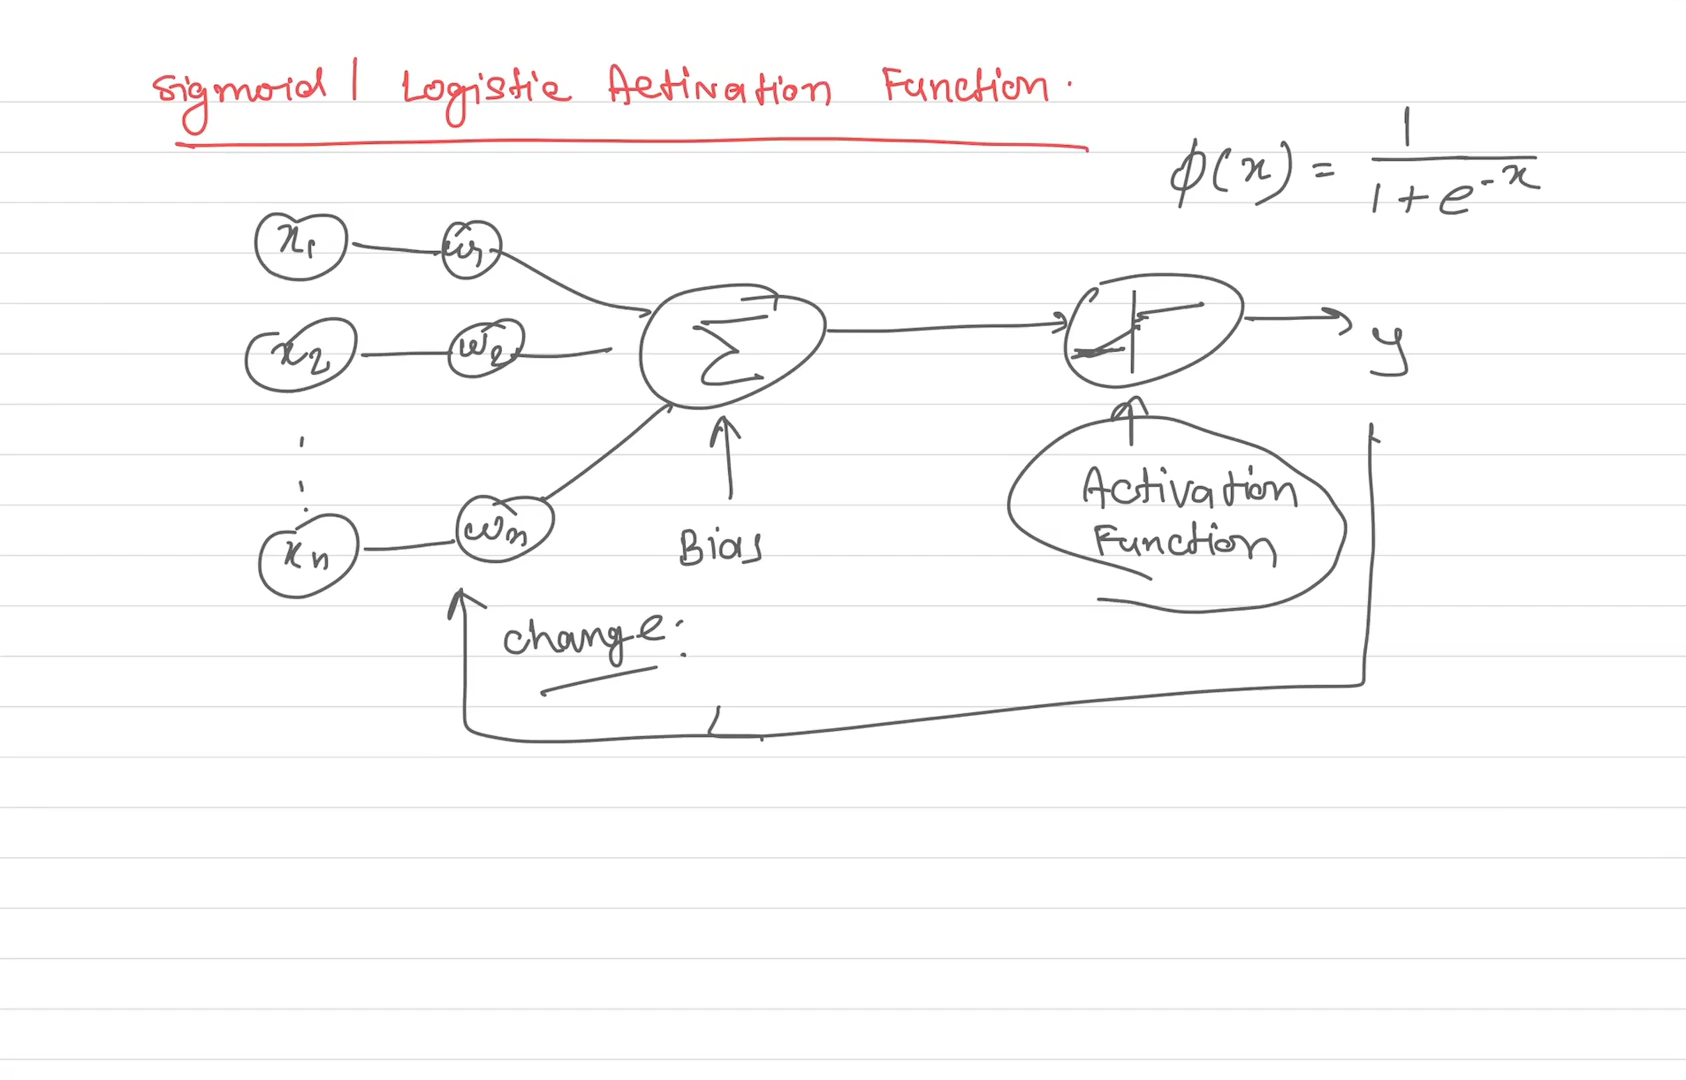 Sigmoid | Logistic Activation Function.
φ(x) = 1 / (1 + e^-x)
x1 w1
x2 w2
Σ
y
xn wn
Bias
Activation
Function
change: